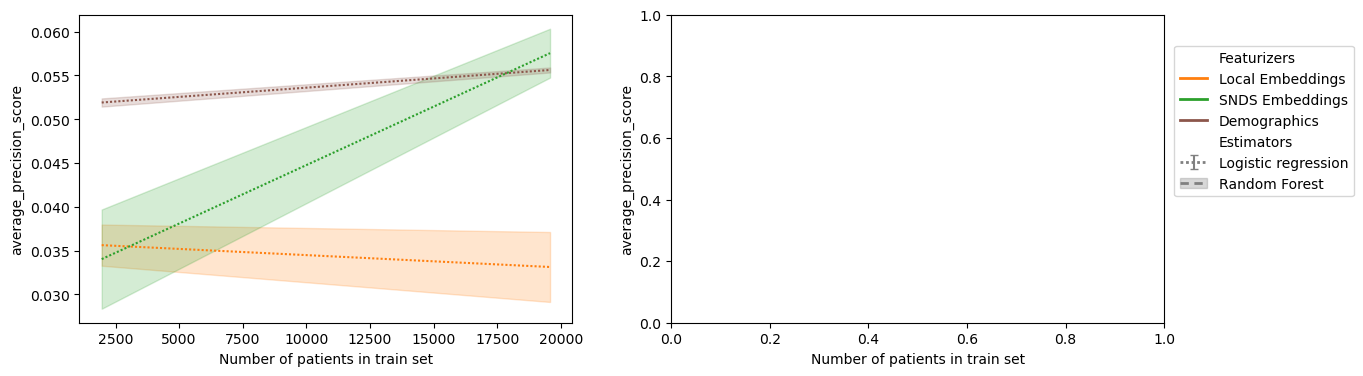 average_precision_score
0.060
0.055
0.050
0.045
0.040
0.035
0.030
2500
5000
7500
10000
12500
15000
17500
20000
Number of patients in train set
average_precision_score
1.0
0.8
0.6
0.4
0.2
0.0
0.0
0.2
0.4
0.6
0.8
1.0
Number of patients in train set
Featurizers
Local Embeddings
SNDS Embeddings
Demographics
Estimators
Logistic regression
Random Forest